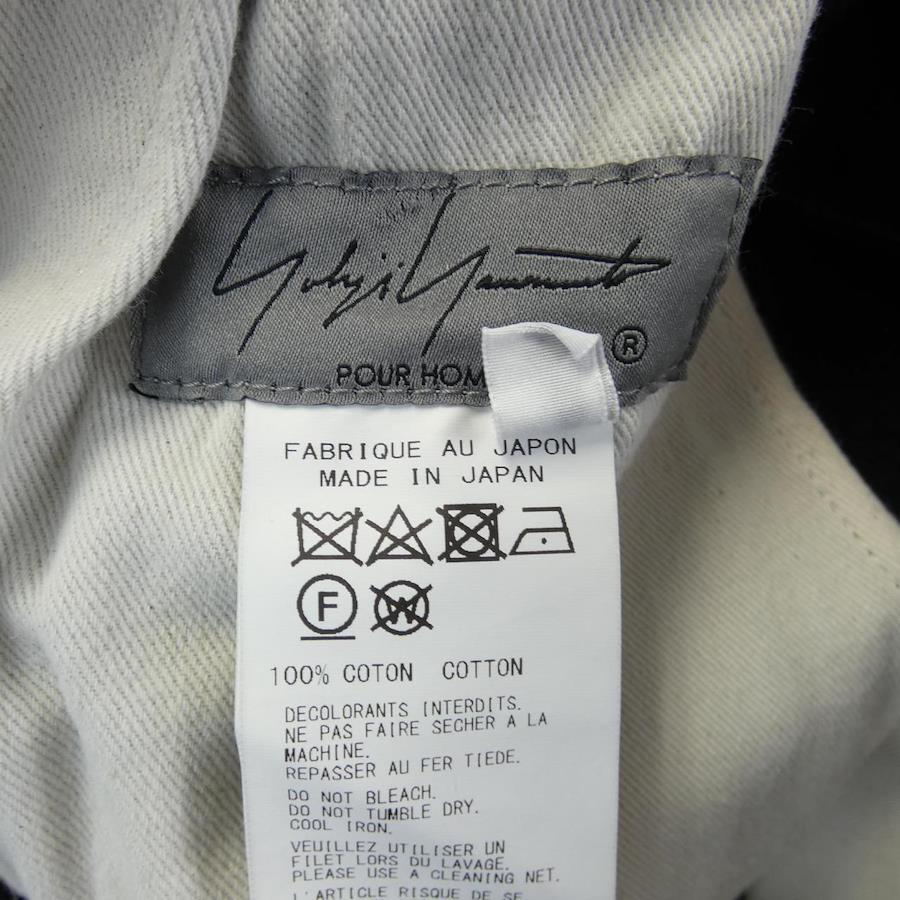 Yohji Yamamoto
POUR HOM
®
FABRIQUE AU JAPON
MADE IN JAPAN
F
W
100% COTON COTTON
DECOLORANTS INTERDITS.
NE PAS FAIRE SECHER A LA
MACHINE.
REPASSER AU FER TIEDE.
DO NOT BLEACH.
DO NOT TUMBLE DRY.
COOL IRON.
VEUILLEZ UTILISER UN
FILET LORS DU LAVAGE.
PLEASE USE A CLEANING NET.
L'ARTICLE RISQUE DE SE